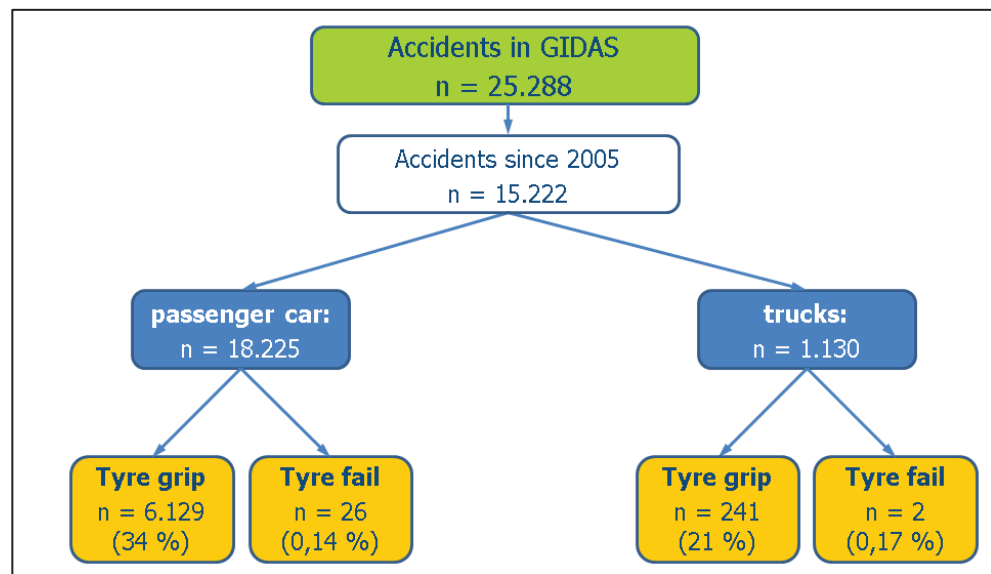 Accidents in GIDAS
n = 25.288
Accidents since 2005
n = 15.222
passenger car:
n = 18.225
trucks:
n = 1.130
Tyre grip
n = 6.129
(34 %)
Tyre fail
n = 26
(0,14 %)
Tyre grip
n = 241
(21 %)
Tyre fail
n = 2
(0,17 %)